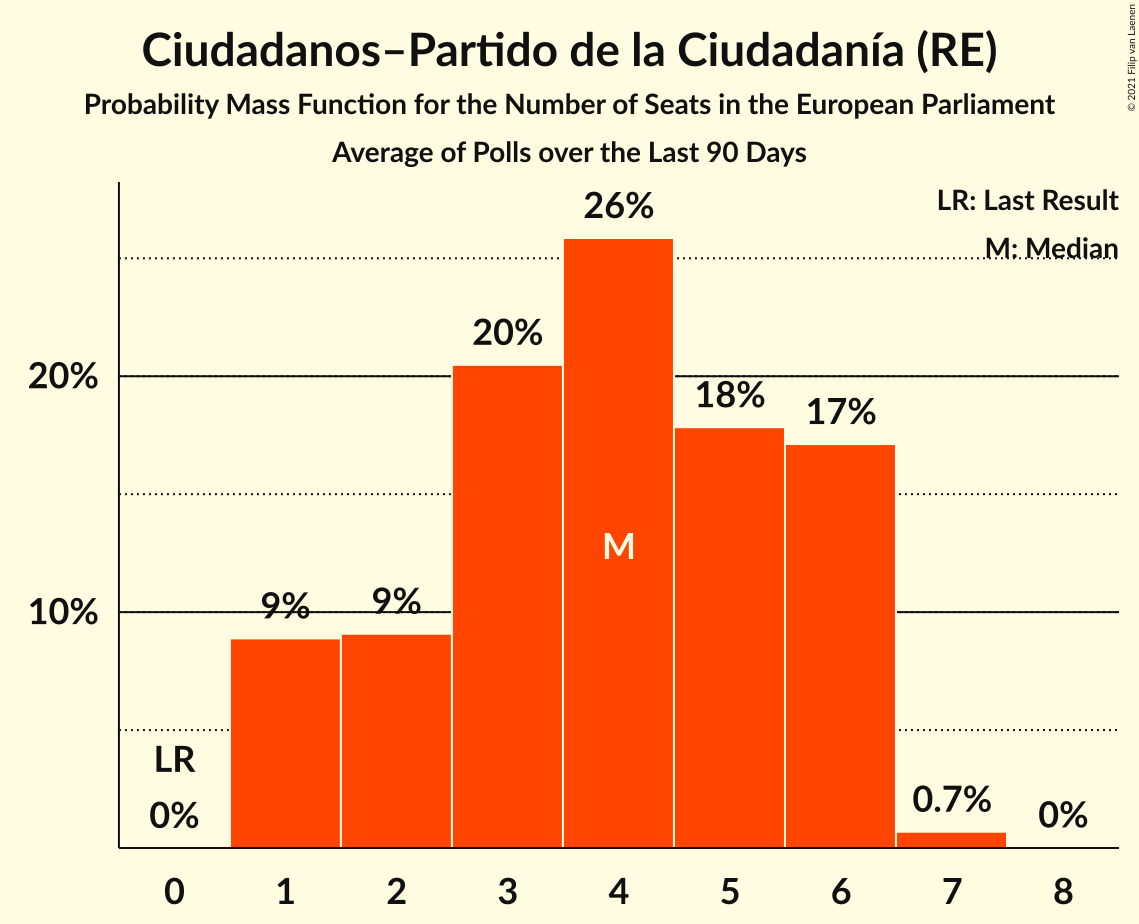 Ciudadanos–Partido de la Ciudadanía (RE)
Probability Mass Function for the Number of Seats in the European Parliament
Average of Polls over the Last 90 Days
© 2021 Filip van Laenen
LR: Last Result
M: Median
26%
20%
20%
18%
17%
M
10%
9%
9%
LR
0%
0.7%
0%
0 1 2 3 4 5 6 7 8